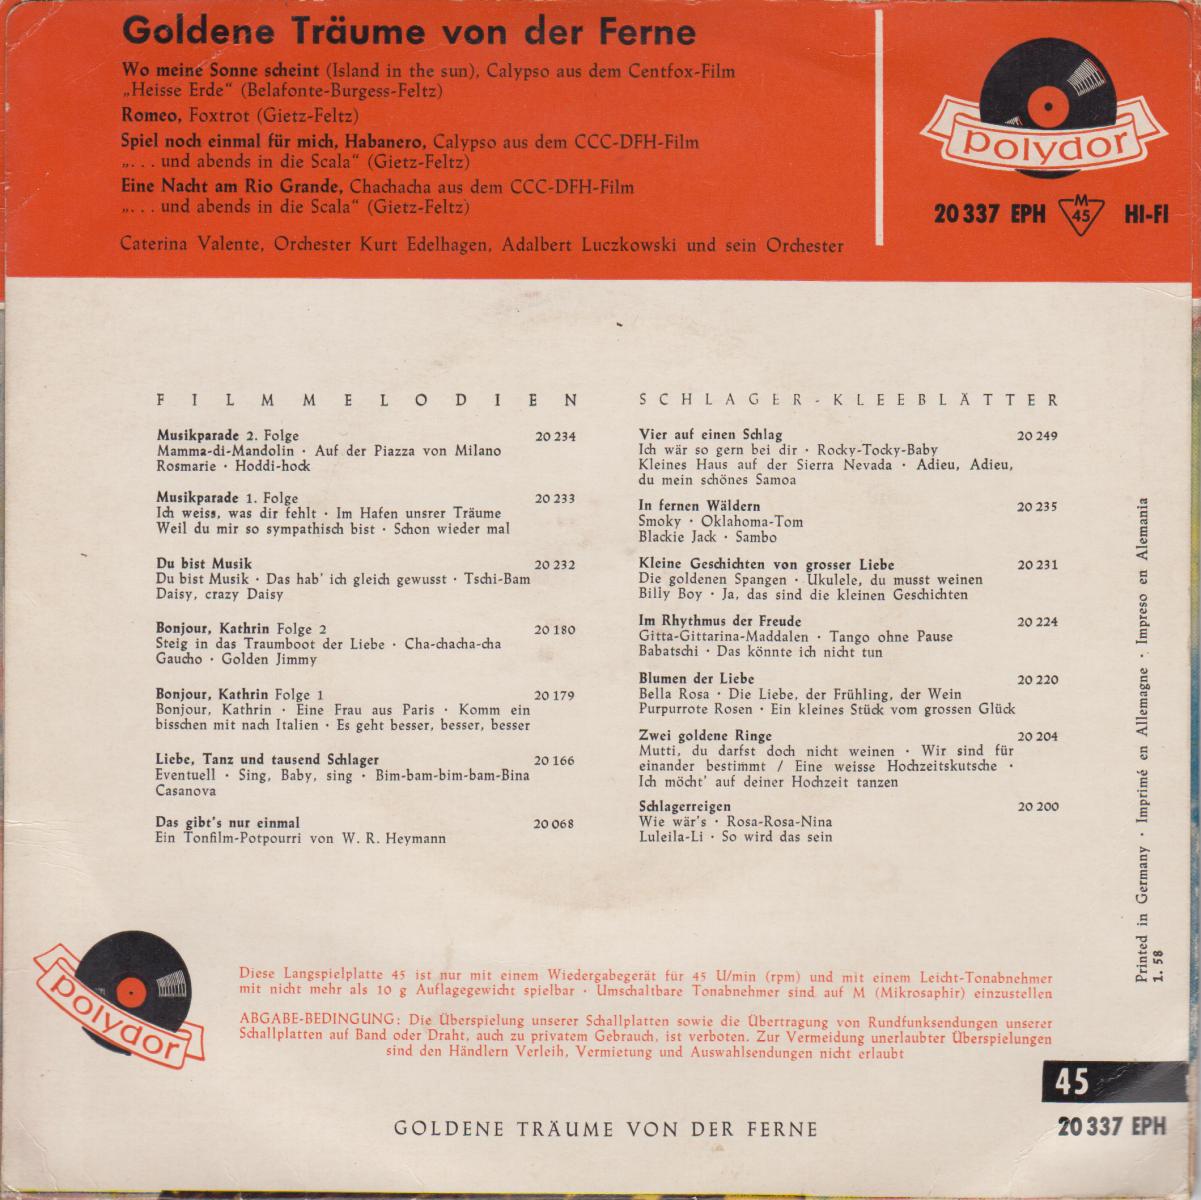 Goldene Träume von der Ferne
Wo meine Sonne scheint (Island in the sun), Calypso aus dem Centfox-Film
„Heisse Erde“ (Belafonte-Burgess-Feltz)
Romeo, Foxtrot (Gietz-Feltz)
Spiel noch einmal für mich, Habanero, Calypso aus dem CCC-DFH-Film
„. . . und abends in die Scala“ (Gietz-Feltz)
Eine Nacht am Rio Grande, Chachacha aus dem CCC-DFH-Film
„. . . und abends in die Scala“ (Gietz-Feltz)
Caterina Valente, Orchester Kurt Edelhagen, Adalbert Luczkowski und sein Orchester
polydor
20 337 EPH M 45 HI-FI
FILMMELODIEN
Musikparade 2. Folge 20 234
Mamma-di-Mandolin · Auf der Piazza von Milano
Rosmarie · Hoddi-hock
Musikparade 1. Folge 20 233
Ich weiss, was dir fehlt · Im Hafen unsrer Träume
Weil du mir so sympathisch bist · Schon wieder mal
Du bist Musik 20 232
Du bist Musik · Das hab' ich gleich gewusst · Tschi-Bam
Daisy, crazy Daisy
Bonjour, Kathrin Folge 2 20 180
Steig in das Traumboot der Liebe · Cha-chacha-cha
Gaucho · Golden Jimmy
Bonjour, Kathrin Folge 1 20 179
Bonjour, Kathrin · Eine Frau aus Paris · Komm ein
bisschen mit nach Italien · Es geht besser, besser, besser
Liebe, Tanz und tausend Schlager 20 166
Eventuell · Sing, Baby, sing · Bim-bam-bim-bam-Bina
Casanova
Das gibt's nur einmal 20 068
Ein Tonfilm-Potpourri von W. R. Heymann
SCHLAGER-KLEEBLÄTTER
Vier auf einen Schlag 20 249
Ich wär so gern bei dir · Rocky-Tocky-Baby
Kleines Haus auf der Sierra Nevada · Adieu, Adieu,
du mein schönes Samoa
In fernen Wäldern 20 235
Smoky · Oklahoma-Tom
Blackie Jack · Sambo
Kleine Geschichten von grosser Liebe 20 231
Die goldenen Spangen · Ukulele, du musst weinen
Billy Boy · Ja, das sind die kleinen Geschichten
Im Rhythmus der Freude 20 224
Gitta-Gittarina-Maddalen · Tango ohne Pause
Babatschi · Das könnte ich nicht tun
Blumen der Liebe 20 220
Bella Rosa · Die Liebe, der Frühling, der Wein
Purpurrote Rosen · Ein kleines Stück vom grossen Glück
Zwei goldene Ringe 20 204
Mutti, du darfst doch nicht weinen · Wir sind für
einander bestimmt / Eine weisse Hochzeitskutsche ·
Ich möcht' auf deiner Hochzeit tanzen
Schlagerreigen 20 200
Wie wär's · Rosa-Rosa-Nina
Luleila-Li · So wird das sein
Printed in Germany · Imprimé en Allemagne · Impreso en Alemania
1. 58
polydor
Diese Langspielplatte 45 ist nur mit einem Wiedergabegerät für 45 U/min (rpm) und mit einem Leicht-Tonabnehmer
mit nicht mehr als 10 g Auflagegewicht spielbar · Umschaltbare Tonabnehmer sind auf M (Mikrosaphir) einzustellen
ABGABE-BEDINGUNG: Die Überspielung unserer Schallplatten sowie die Übertragung von Rundfunksendungen unserer
Schallplatten auf Band oder Draht, auch zu privatem Gebrauch, ist verboten. Zur Vermeidung unerlaubter Überspielungen
sind den Händlern Verleih, Vermietung und Auswahlsendungen nicht erlaubt
45
GOLDENE TRÄUME VON DER FERNE
20 337 EPH